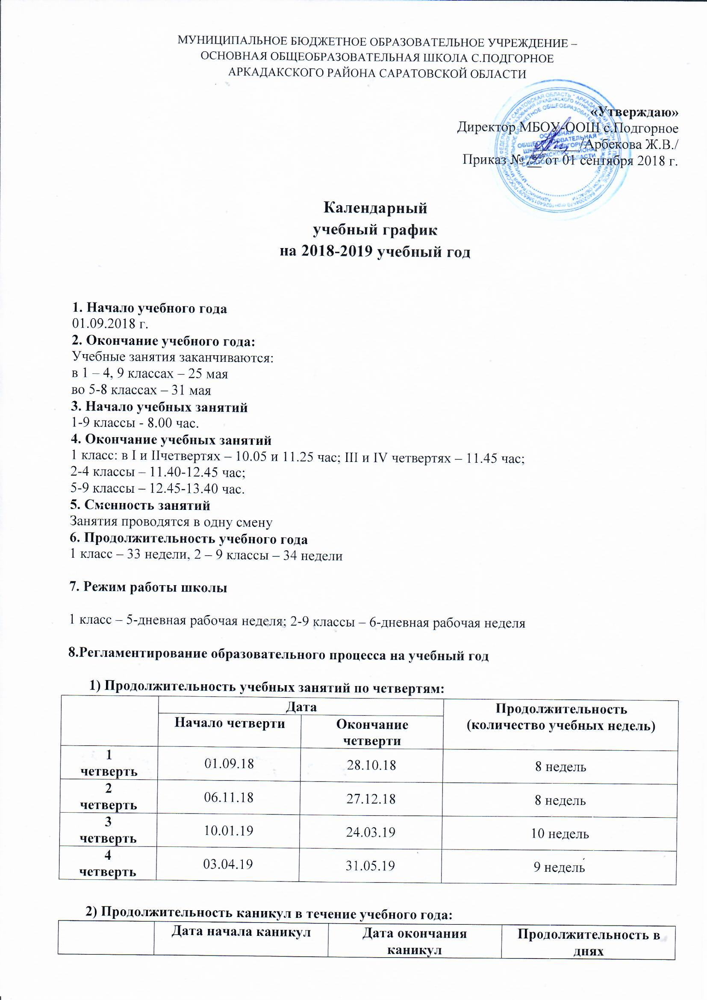 МУНИЦИПАЛЬНОЕ БЮДЖЕТНОЕ ОБРАЗОВАТЕЛЬНОЕ УЧРЕЖДЕНИЕ –
ОСНОВНАЯ ОБЩЕОБРАЗОВАТЕЛЬНАЯ ШКОЛА С.ПОДГОРНОЕ
АРКАДАКСКОГО РАЙОНА САРАТОВСКОЙ ОБЛАСТИ
«Утверждаю»
Директор МБОУ-ООШ с.Подгорное
/Арбекова Ж.В./
Приказ № от 01 сентября 2018 г.
ОСНОВНАЯ
ОБЩЕОБРАЗОВАТЕЛЬНАЯ
САРАТОВСКОЙ ОБЛАСТИ
Календарный
учебный график
на 2018-2019 учебный год
1. Начало учебного года
01.09.2018 г.
2. Окончание учебного года:
Учебные занятия заканчиваются:
в 1 – 4, 9 классах – 25 мая
во 5-8 классах – 31 мая
3. Начало учебных занятий
1-9 классы - 8.00 час.
4. Окончание учебных занятий
1 класс: в I и IIчетвертях – 10.05 и 11.25 час; III и IV четвертях – 11.45 час;
2-4 классы – 11.40-12.45 час;
5-9 классы – 12.45-13.40 час.
5. Сменность занятий
Занятия проводятся в одну смену
6. Продолжительность учебного года
1 класс – 33 недели, 2 – 9 классы – 34 недели
7. Режим работы школы
1 класс – 5-дневная рабочая неделя; 2-9 классы – 6-дневная рабочая неделя
8.Регламентирование образовательного процесса на учебный год
1) Продолжительность учебных занятий по четвертям:
Дата
Продолжительность
(количество учебных недель)
Начало четверти
Окончание
четверти
1
четверть
01.09.18
28.10.18
8 недель
2
четверть
06.11.18
27.12.18
8 недель
3
четверть
10.01.19
24.03.19
10 недель
4
четверть
03.04.19
31.05.19
9 недель
2) Продолжительность каникул в течение учебного года:
Дата начала каникул
Дата окончания
каникул
Продолжительность в
днях